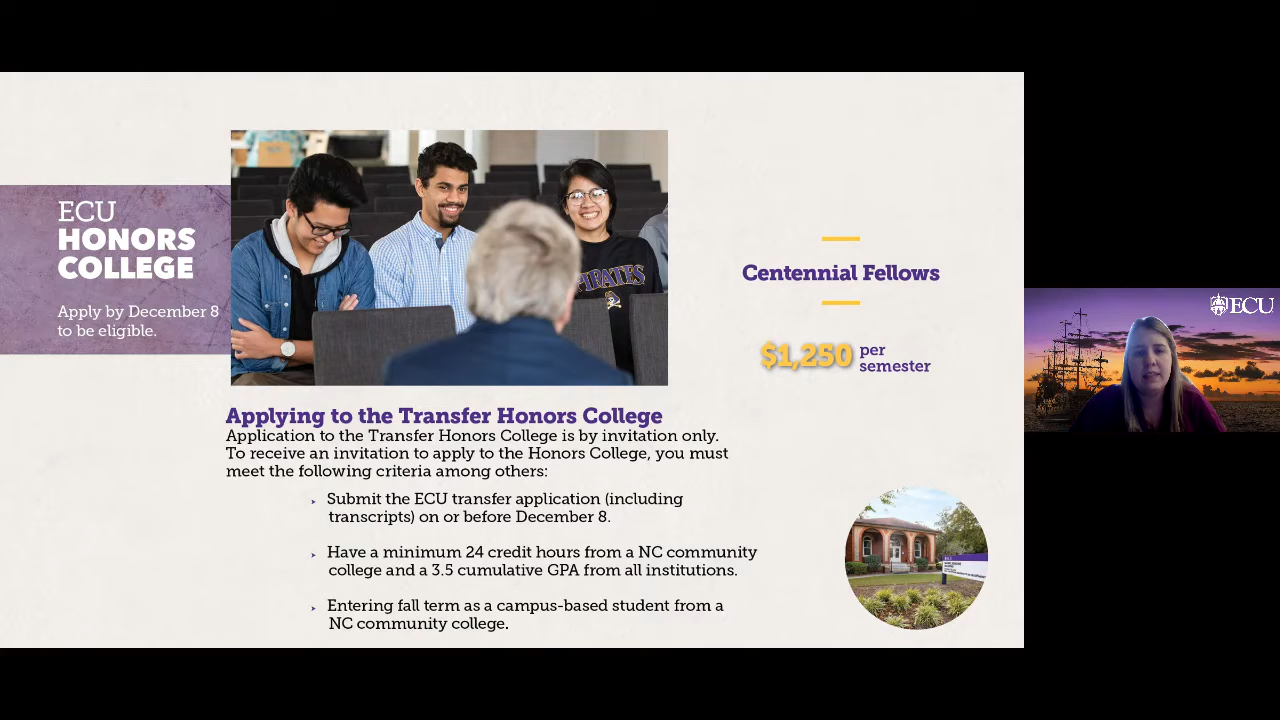 ECU
HONORS
COLLEGE
Apply by December 8
to be eligible.
PIRATES
Centennial Fellows
$1,250 per
semester
Applying to the Transfer Honors College
Application to the Transfer Honors College is by invitation only.
To receive an invitation to apply to the Honors College, you must
meet the following criteria among others:
Submit the ECU transfer application (including
transcripts) on or before December 8.
Have a minimum 24 credit hours from a NC community
college and a 3.5 cumulative GPA from all institutions.
Entering fall term as a campus-based student from a
NC community college.
ECU